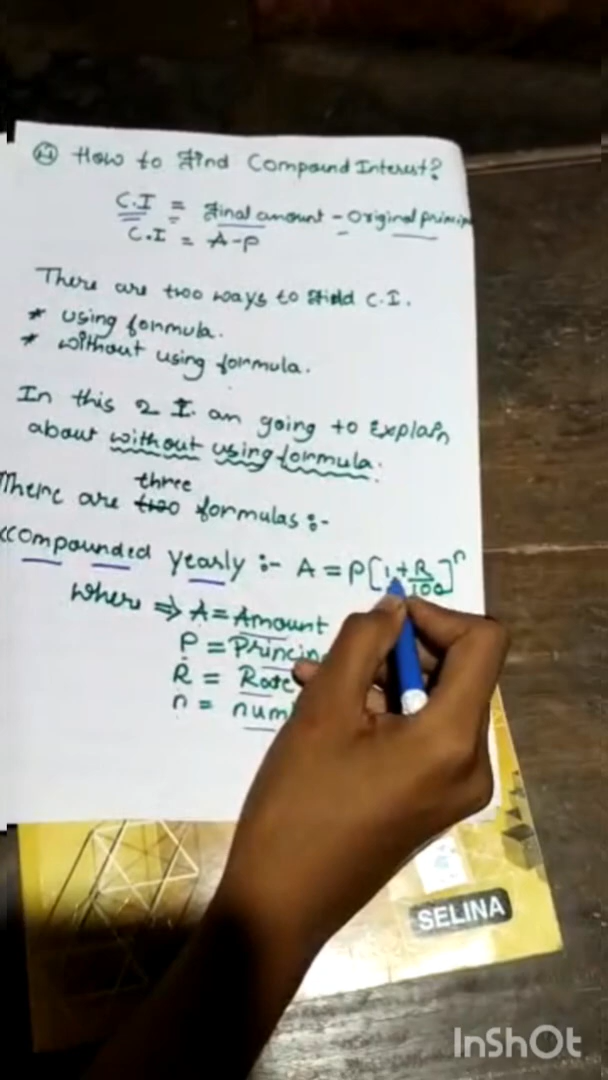 How to Find Compound Interest?
C.I = Final amount - Original princip
C.I = A-P
There are two ways to find C.I.
* using formula.
* without using formula.
In this 2 I am going to Explain
about without using formula.
There are three two formulas :-
compounded yearly :- A = P[1+R/100]^n
where => A = Amount
P = Princip
R = Rate
n = num
SELINA
InShOt